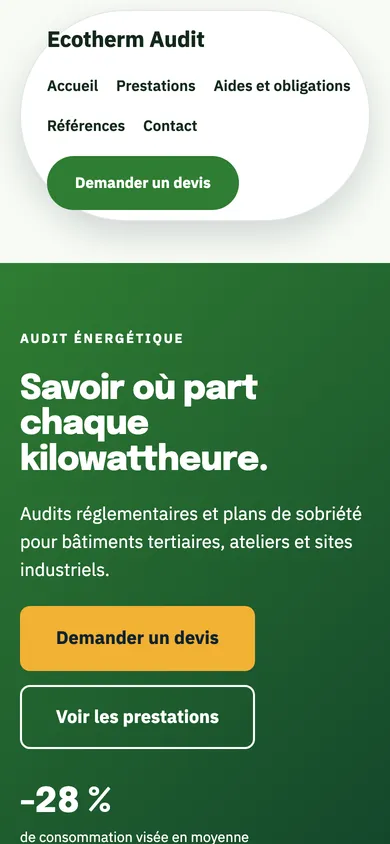 Ecotherm Audit
Accueil Prestations Aides et obligations
Références Contact
Demander un devis
AUDIT ÉNERGÉTIQUE
Savoir où part
chaque
kilowattheure.
Audits réglementaires et plans de sobriété
pour bâtiments tertiaires, ateliers et sites
industriels.
Demander un devis
Voir les prestations
-28 %
de consommation visée en moyenne